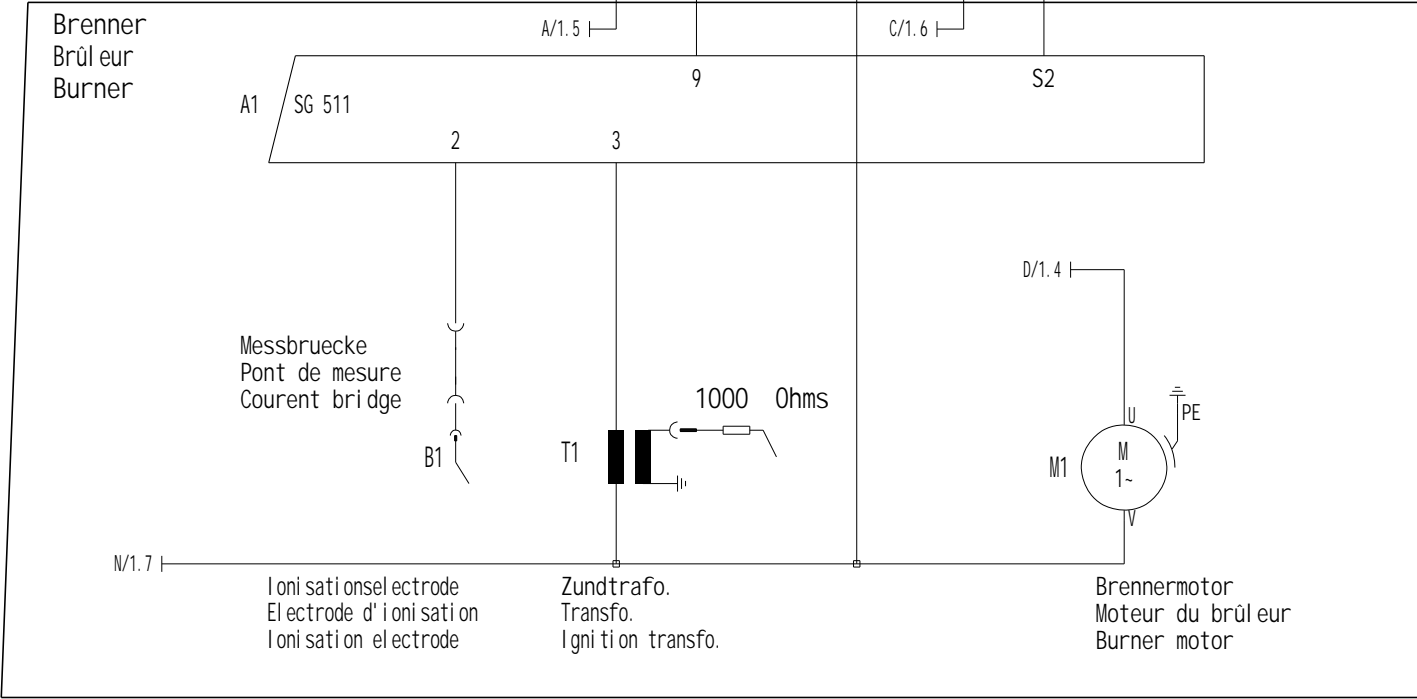 Brenner
Brûleur
Burner
A/1.5
C/1.6
9
S2
A1
SG 511
2
3
D/1.4
Messbruecke
Pont de mesure
Courent bridge
1000 Ohms
U
PE
B1
T1
M1
M
1~
V
N/1.7
Ionisationselectrode
Electrode d'ionisation
Ionisation electrode
Zundtrafo.
Transfo.
Ignition transfo.
Brennermotor
Moteur du brûleur
Burner motor